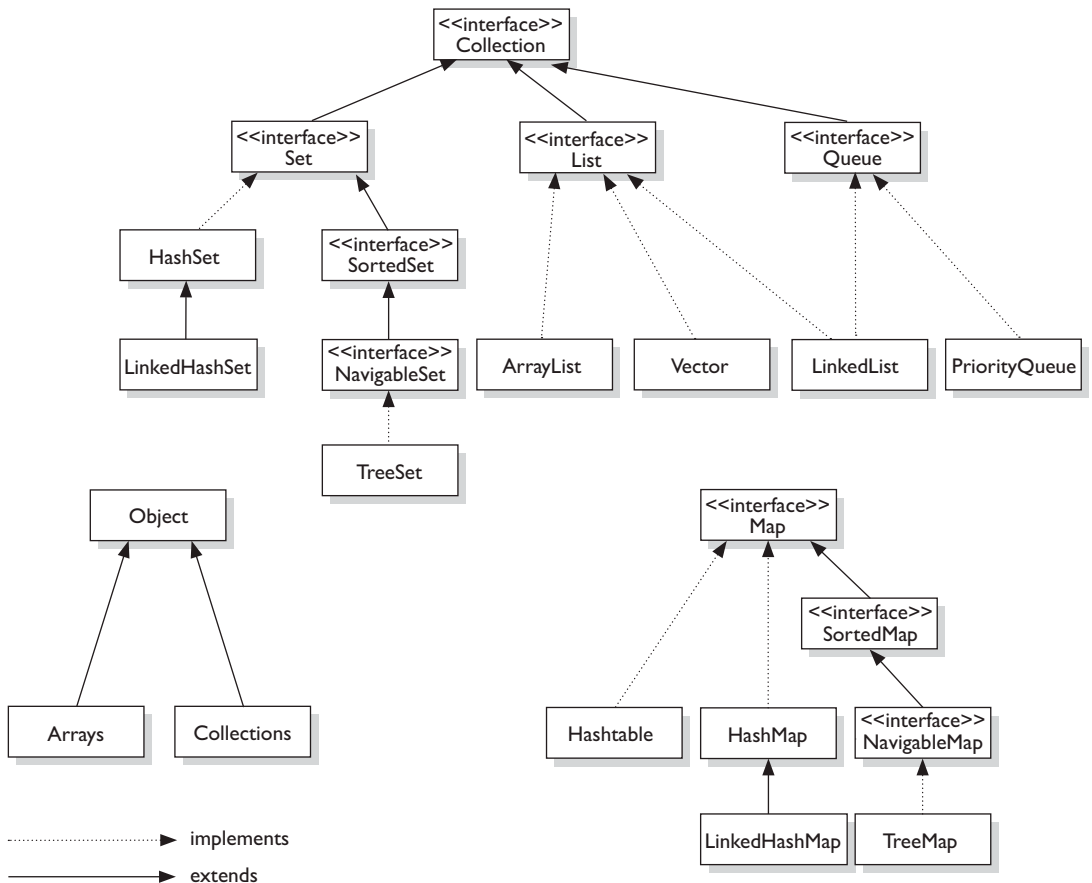 <<interface>>
Collection
<<interface>>
Set
<<interface>>
List
<<interface>>
Queue
HashSet
<<interface>>
SortedSet
LinkedHashSet
<<interface>>
NavigableSet
ArrayList
Vector
LinkedList
PriorityQueue
TreeSet
Object
<<interface>>
Map
<<interface>>
SortedMap
Arrays
Collections
Hashtable
HashMap
<<interface>>
NavigableMap
LinkedHashMap
TreeMap
implements
extends